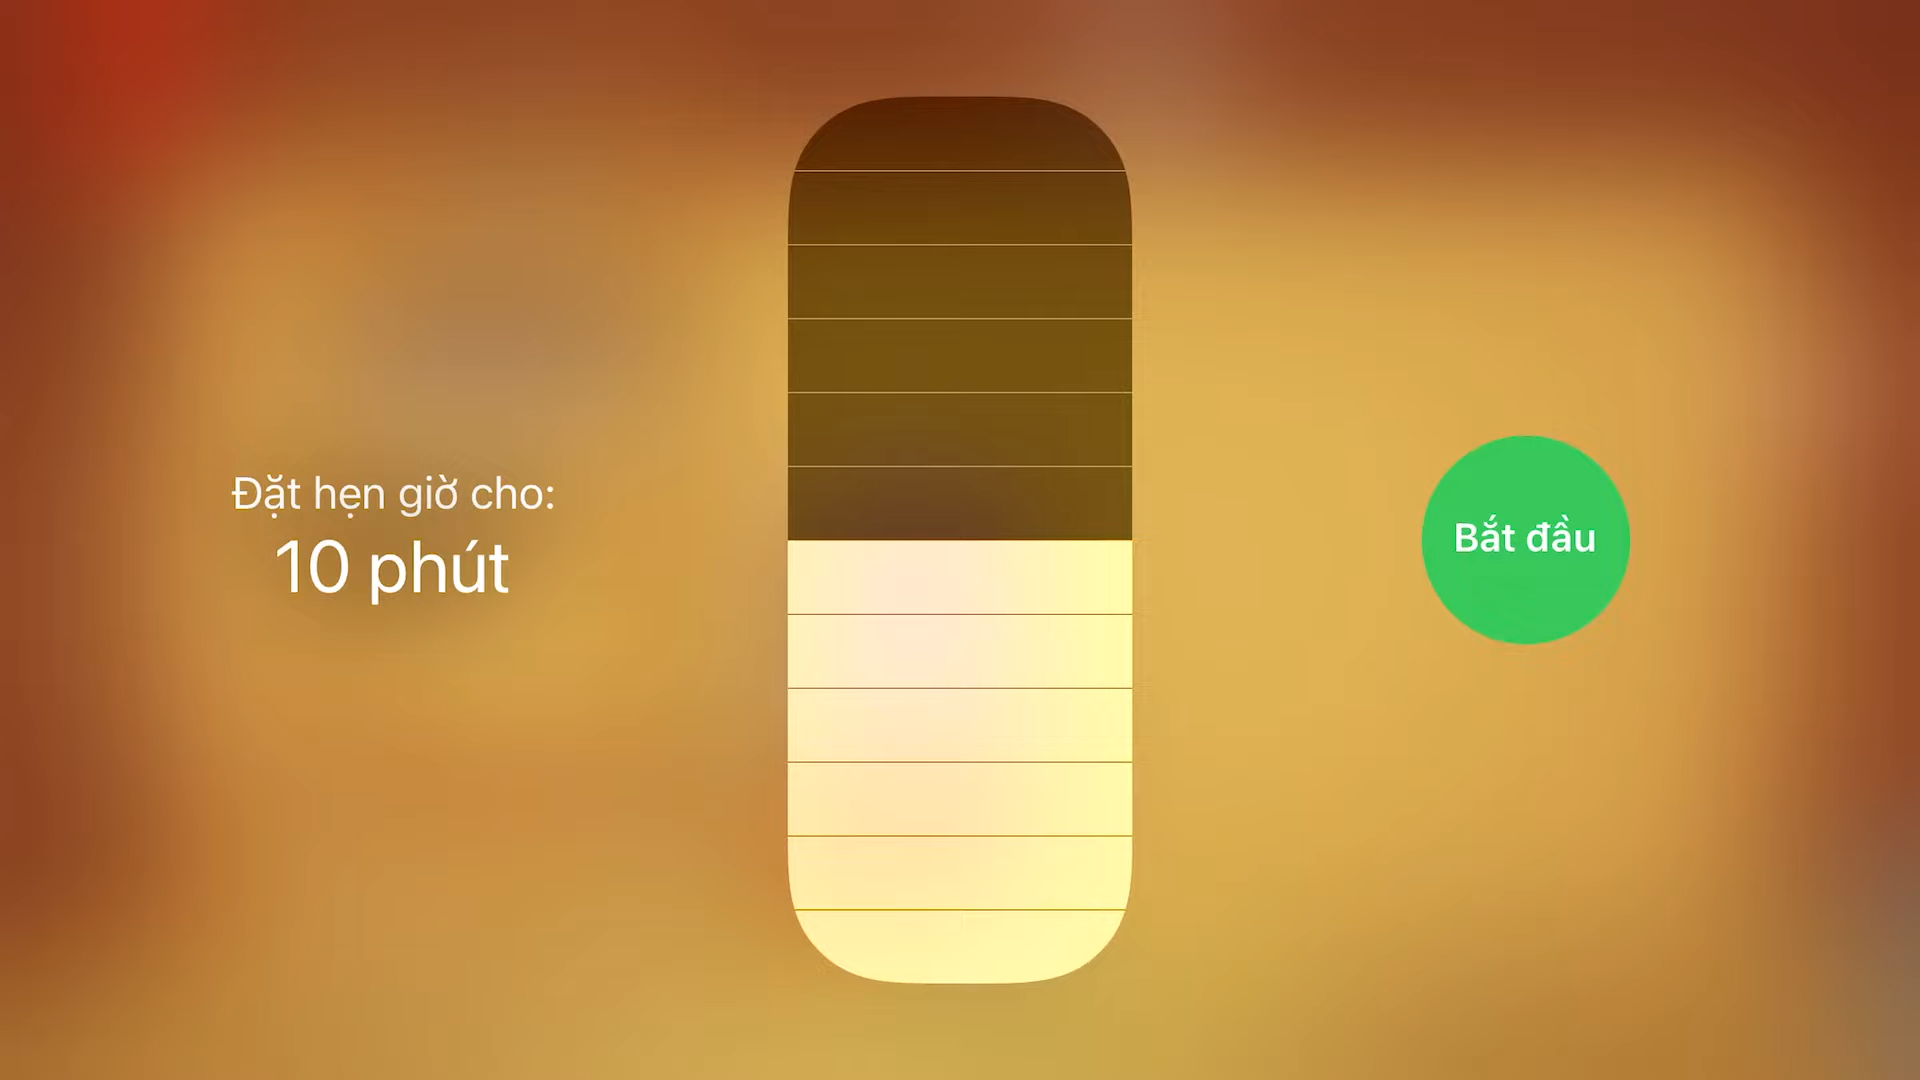 Đặt hẹn giờ cho:
10 phút
Bắt đầu